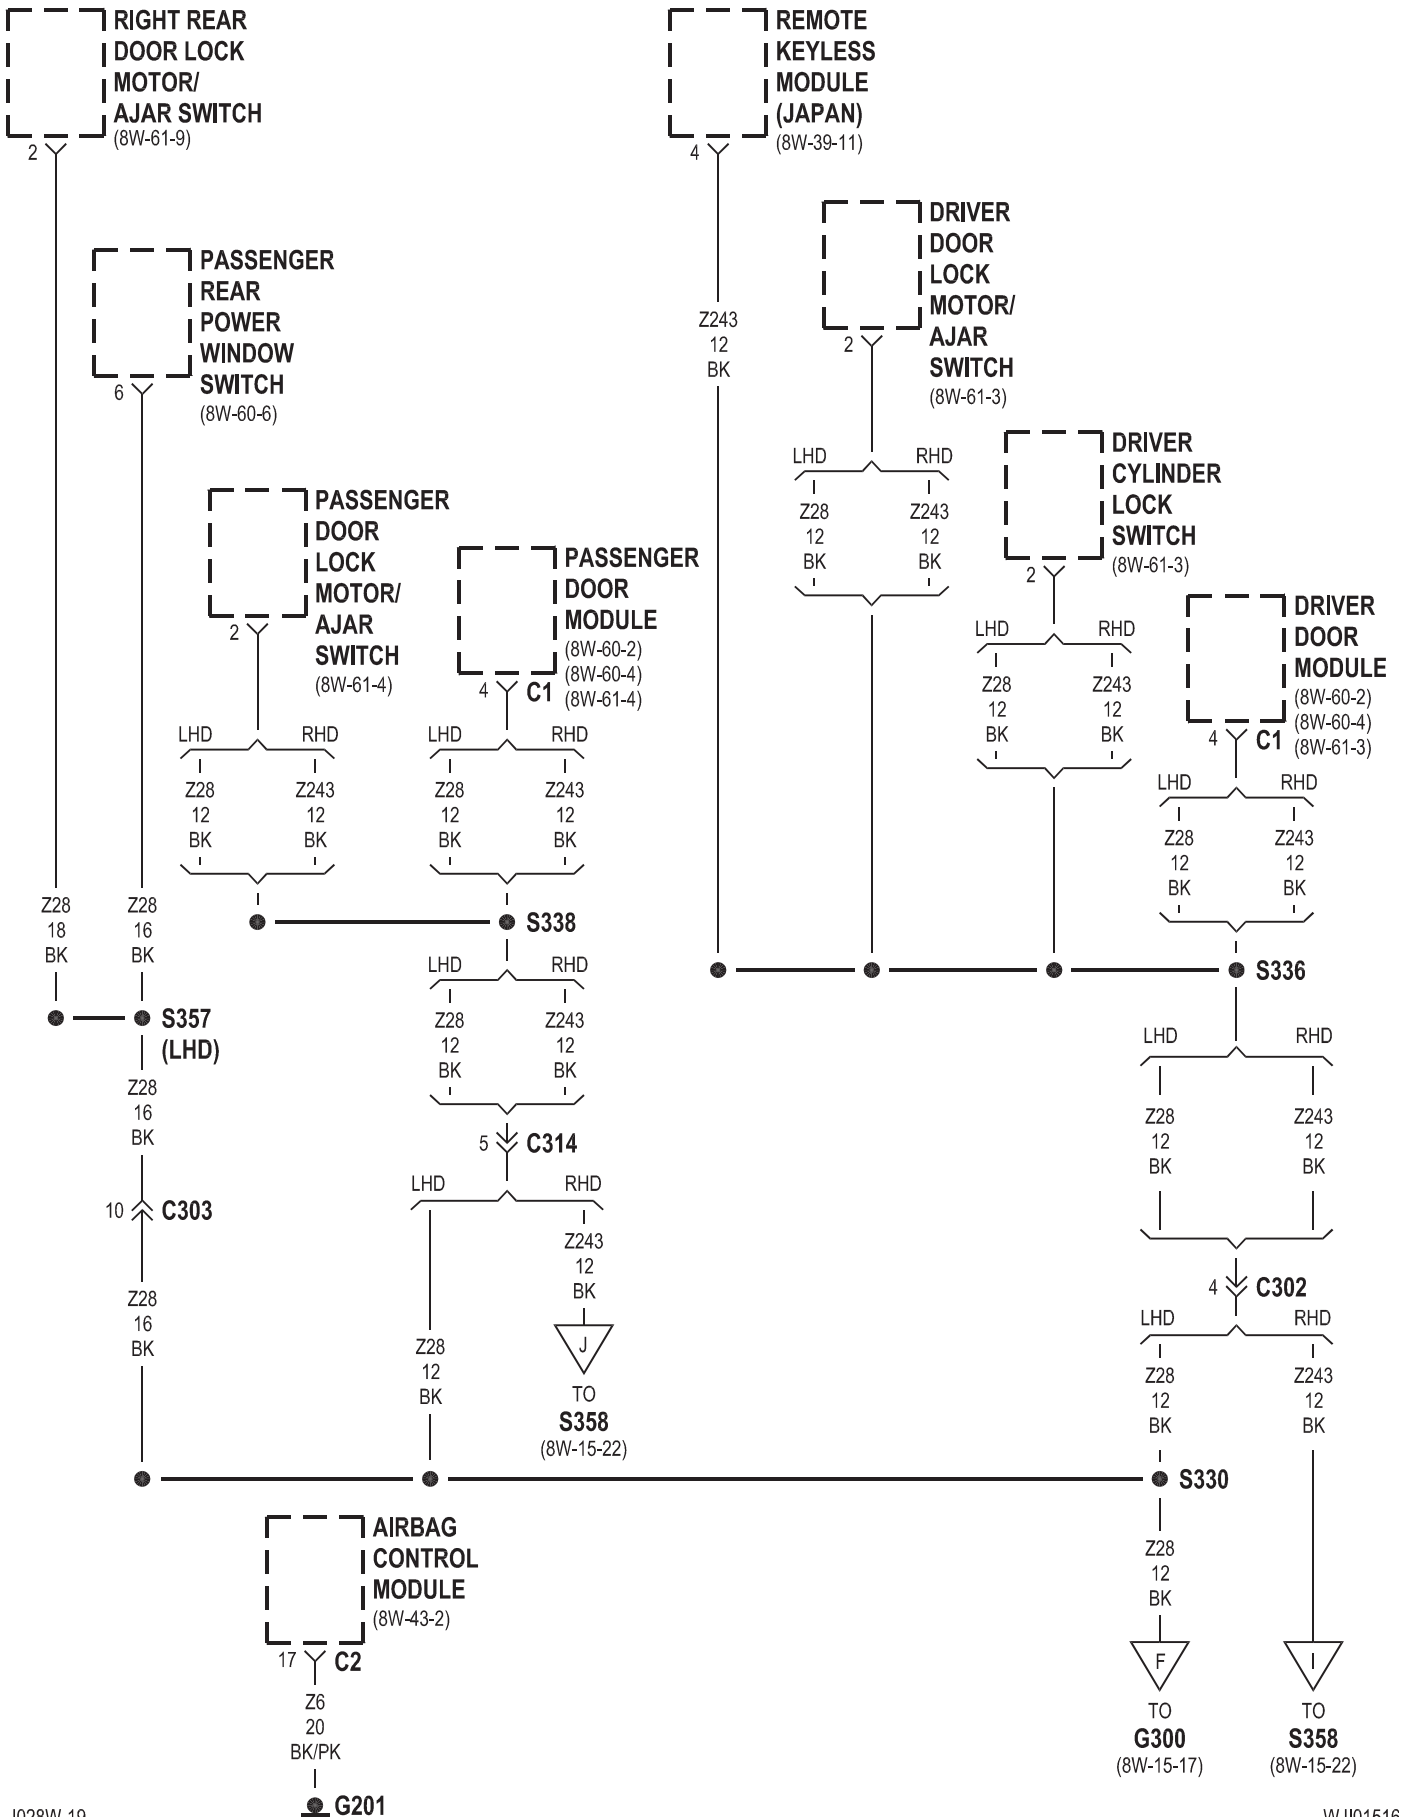 RIGHT REAR
DOOR LOCK
MOTOR/
AJAR SWITCH
(8W-61-9)
2
REMOTE
KEYLESS
MODULE
(JAPAN)
(8W-39-11)
4
PASSENGER
REAR
POWER
WINDOW
SWITCH
(8W-60-6)
6
DRIVER
DOOR
LOCK
MOTOR/
AJAR
SWITCH
(8W-61-3)
2
Z243
12
BK
LHD RHD
Z28 Z243
12 12
BK BK
DRIVER
CYLINDER
LOCK
SWITCH
(8W-61-3)
2
LHD RHD
Z28 Z243
12 12
BK BK
PASSENGER
DOOR
LOCK
MOTOR/
AJAR
SWITCH
(8W-61-4)
2
PASSENGER
DOOR
MODULE
(8W-60-2)
(8W-60-4)
(8W-61-4)
4 C1
DRIVER
DOOR
MODULE
(8W-60-2)
(8W-60-4)
(8W-61-3)
4 C1
LHD RHD LHD RHD
Z28 Z243 Z28 Z243
12 12 12 12
BK BK BK BK
LHD RHD
Z28 Z243
12 12
BK BK
Z28 Z28
18 16
BK BK
S338
S336
S357
(LHD)
LHD RHD
Z28 Z243
12 12
BK BK
LHD RHD
Z28 Z243
12 12
BK BK
Z28
16
BK
5 C314
10 C303
LHD RHD
Z243
12
BK
4 C302
LHD RHD
Z28
16
BK
Z28
12
BK
J
TO
S358
(8W-15-22)
Z28 Z243
12 12
BK BK
S330
AIRBAG
CONTROL
MODULE
(8W-43-2)
17 C2
Z28
12
BK
F I
TO TO
G300 S358
(8W-15-17) (8W-15-22)
Z6
20
BK/PK
G201
J028W-19
WJI01516